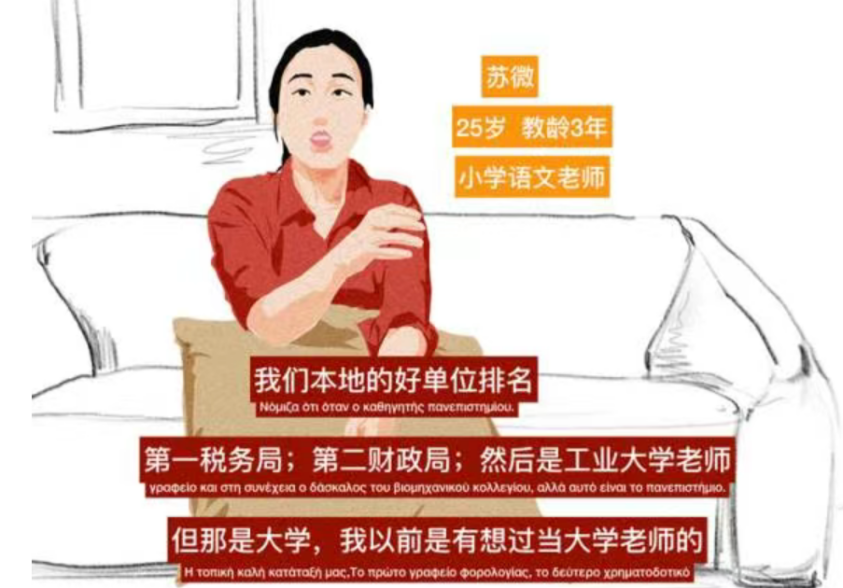 苏微
25岁 教龄3年
小学语文老师
我们本地的好单位排名
Νόμιζα ότι όταν ο καθηγητής πανεπιστημίου.
第一税务局；第二财政局；然后是工业大学老师
γραφείο και στη συνέχεια ο δάσκαλος του βιομηχανικού κολλεγίου, αλλά αυτό είναι το πανεπιστήμιο.
但那是大学，我以前是有想过当大学老师的
Η τοπική καλή κατάταξή μας,Το πρώτο γραφείο φορολογίας, το δεύτερο χρηματοδοτικό